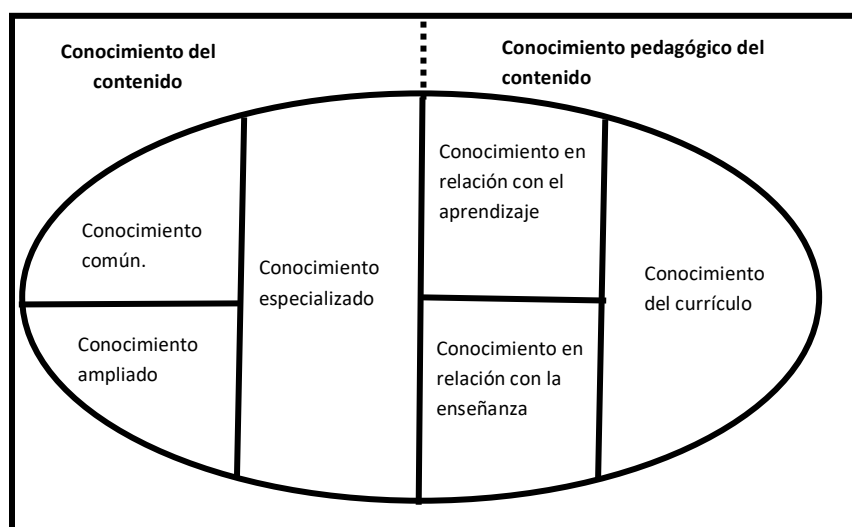 Conocimiento del
contenido
Conocimiento pedagógico del
contenido
Conocimiento
común.
Conocimiento
ampliado
Conocimiento
especializado
Conocimiento en
relación con el
aprendizaje
Conocimiento en
relación con la
enseñanza
Conocimiento
del currículo